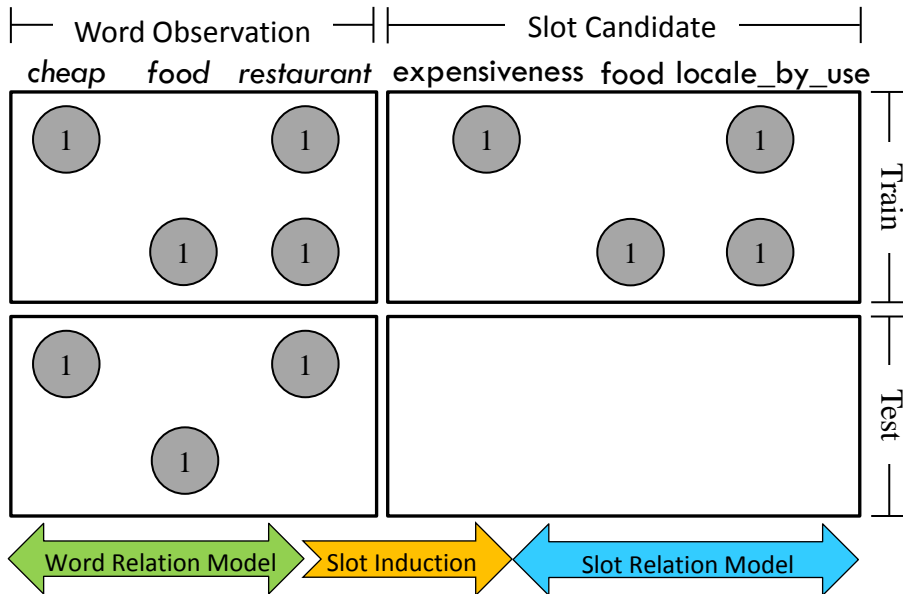 Word Observation Slot Candidate
cheap food restaurant expensiveness food locale_by_use
1 1 1 1
1 1 1 1
Train
1 1
1
Test
Word Relation Model Slot Induction Slot Relation Model